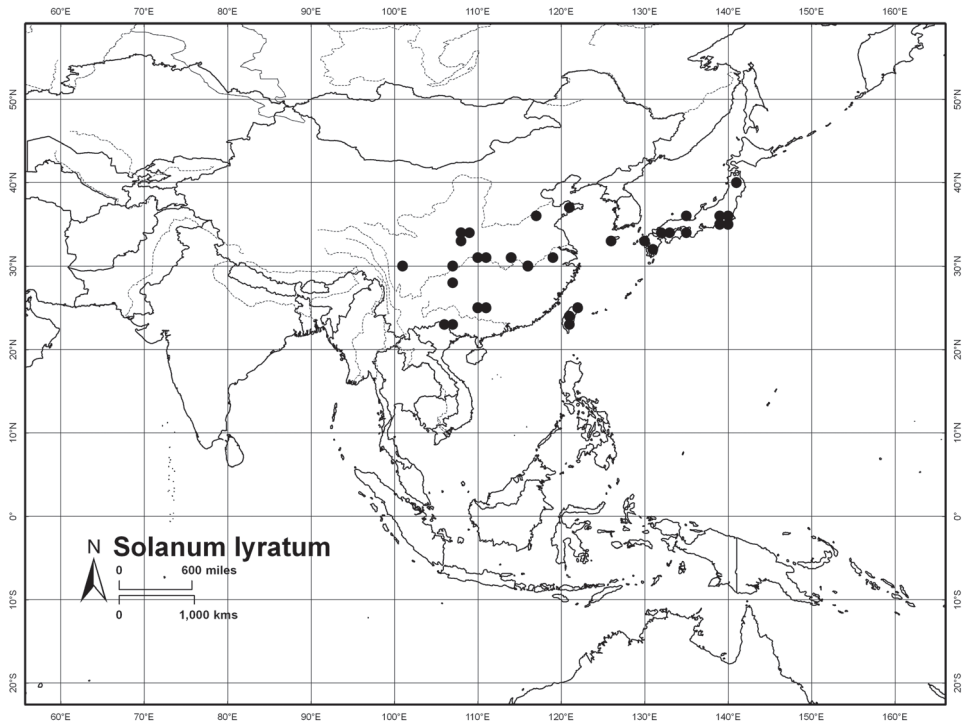 60°E 70°E 80°E 90°E 100°E 110°E 120°E 130°E 140°E 150°E 160°E
50°N 50°N
40°N 40°N
30°N 30°N
20°N 20°N
10°N 10°N
0° 0°
N Solanum lyratum
0 600 miles
10°S 10°S
0 1,000 kms
20°S 20°S
60°E 70°E 80°E 90°E 100°E 110°E 120°E 130°E 140°E 150°E 160°E